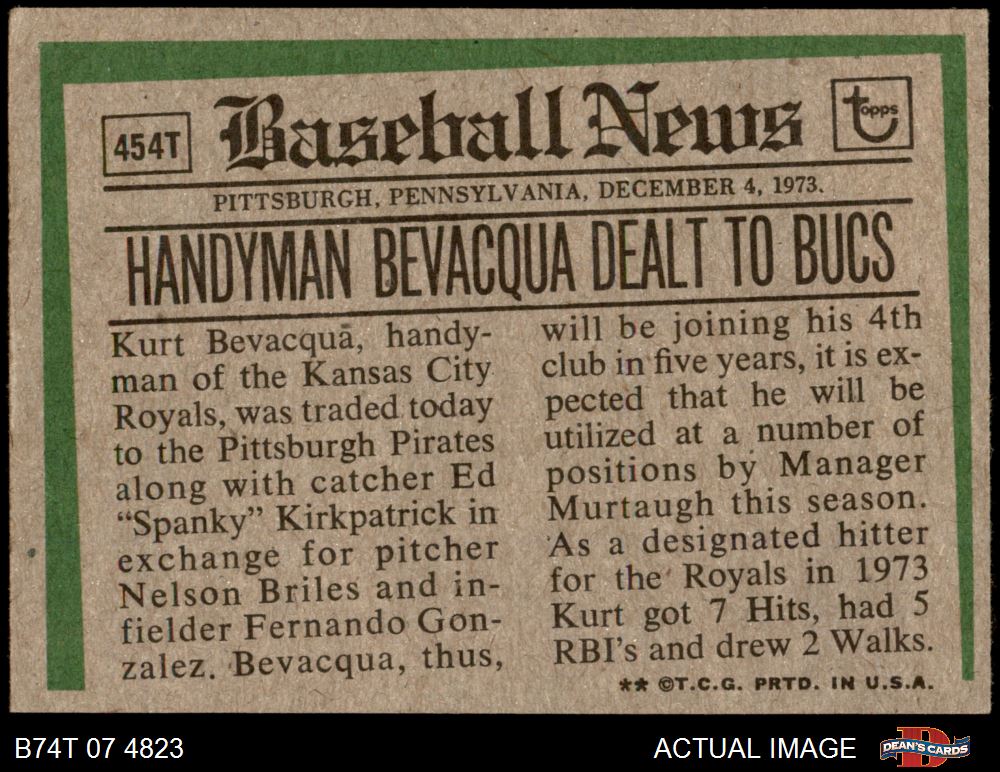 454T
Baseball News
topps
PITTSBURGH, PENNSYLVANIA, DECEMBER 4, 1973.
HANDYMAN BEVACQUA DEALT TO BUCS
Kurt Bevacqua, handy-
man of the Kansas City
Royals, was traded today
to the Pittsburgh Pirates
along with catcher Ed
“Spanky” Kirkpatrick in
exchange for pitcher
Nelson Briles and in-
fielder Fernando Gon-
zalez. Bevacqua, thus,
will be joining his 4th
club in five years, it is ex-
pected that he will be
utilized at a number of
positions by Manager
Murtaugh this season.
As a designated hitter
for the Royals in 1973
Kurt got 7 Hits, had 5
RBI's and drew 2 Walks.
** ©T.C.G. PRTD. IN U.S.A.
B74T 07 4823
ACTUAL IMAGE
DEAN'S CARDS